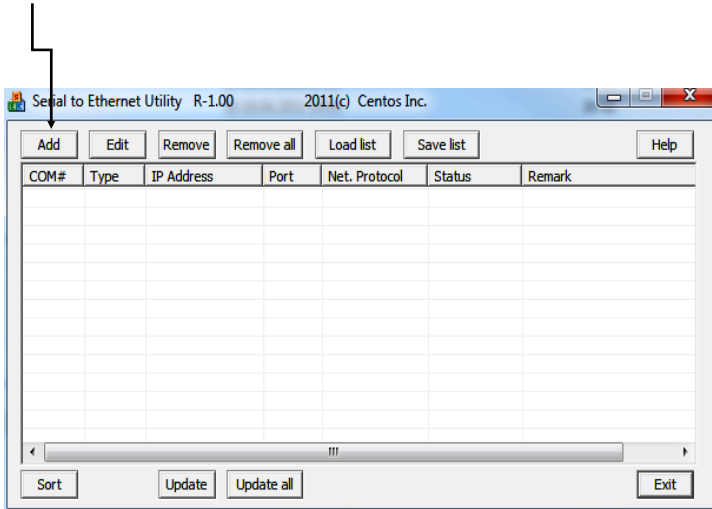 Serial to Ethernet Utility R-1.00 2011(c) Centos Inc.
Add Edit Remove Remove all Load list Save list Help
COM# Type IP Address Port Net. Protocol Status Remark
Sort Update Update all Exit